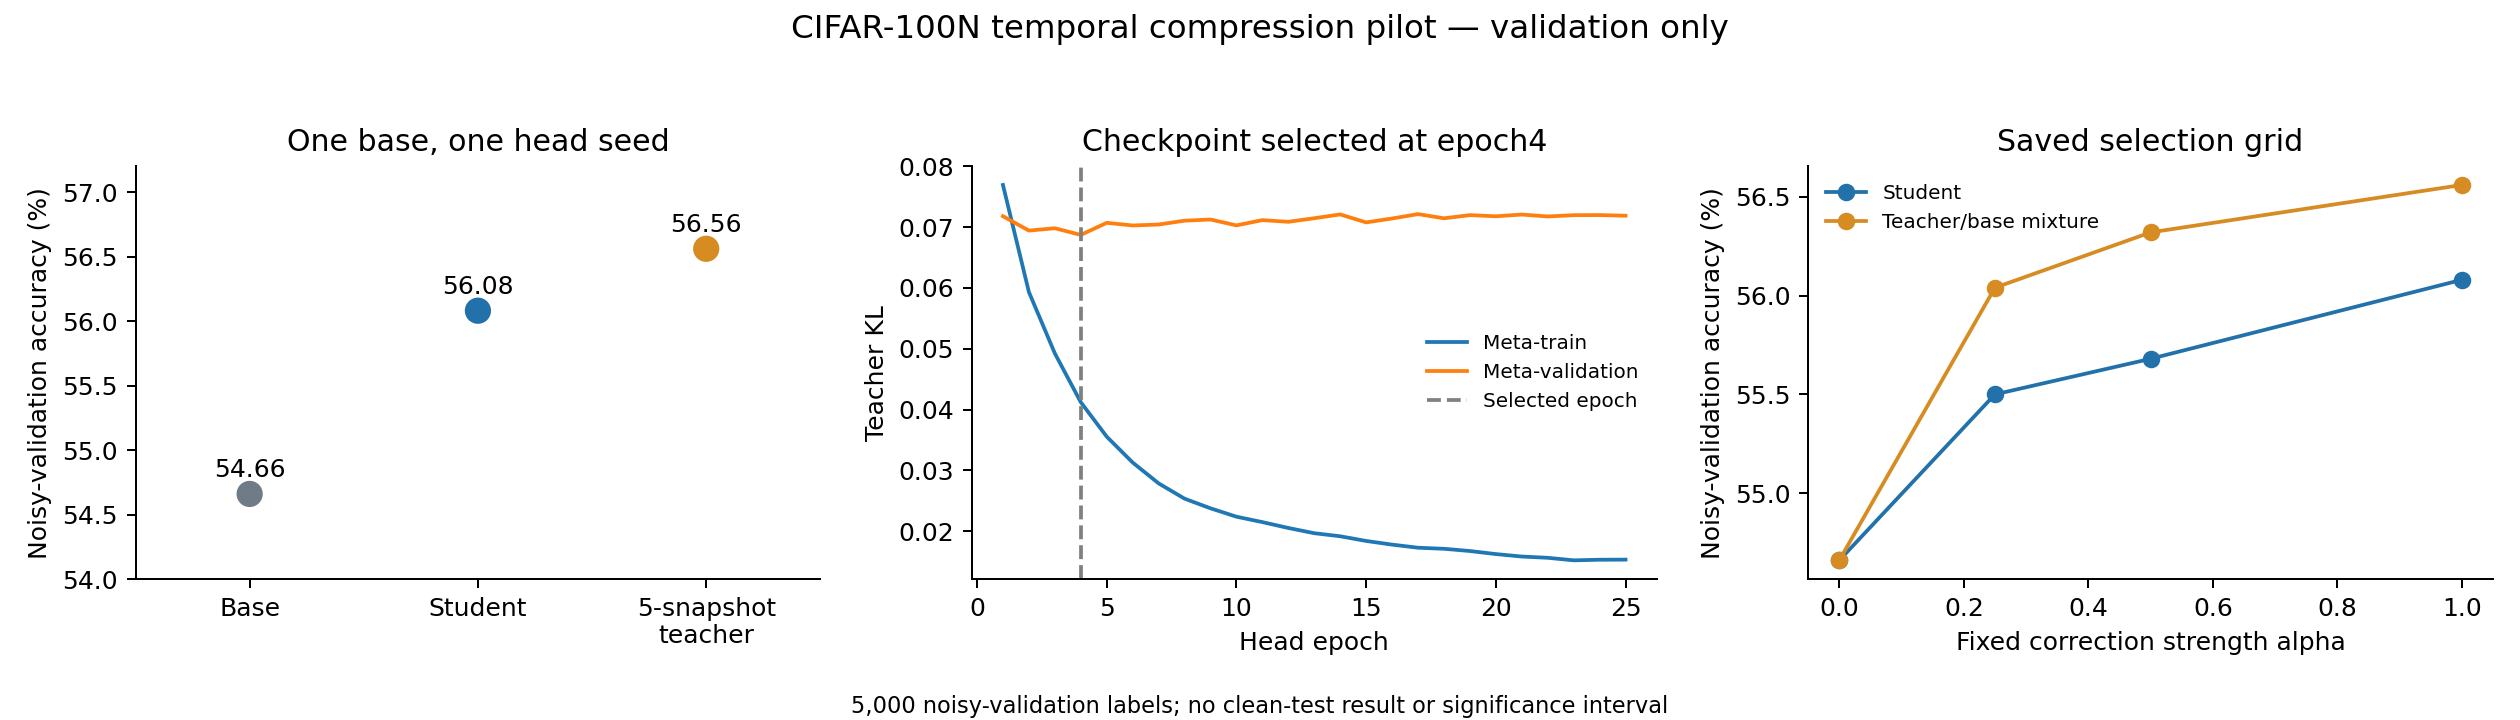 CIFAR-100N temporal compression pilot — validation only
One base, one head seed
Noisy-validation accuracy (%)
57.0
56.5
56.0
55.5
55.0
54.5
54.0
54.66
56.08
56.56
Base
Student
5-snapshot
teacher
Checkpoint selected at epoch4
Teacher KL
0.08
0.07
0.06
0.05
0.04
0.03
0.02
Meta-train
Meta-validation
Selected epoch
0
5
10
15
20
25
Head epoch
Saved selection grid
Noisy-validation accuracy (%)
56.5
56.0
55.5
55.0
Student
Teacher/base mixture
0.0
0.2
0.4
0.6
0.8
1.0
Fixed correction strength alpha
5,000 noisy-validation labels; no clean-test result or significance interval